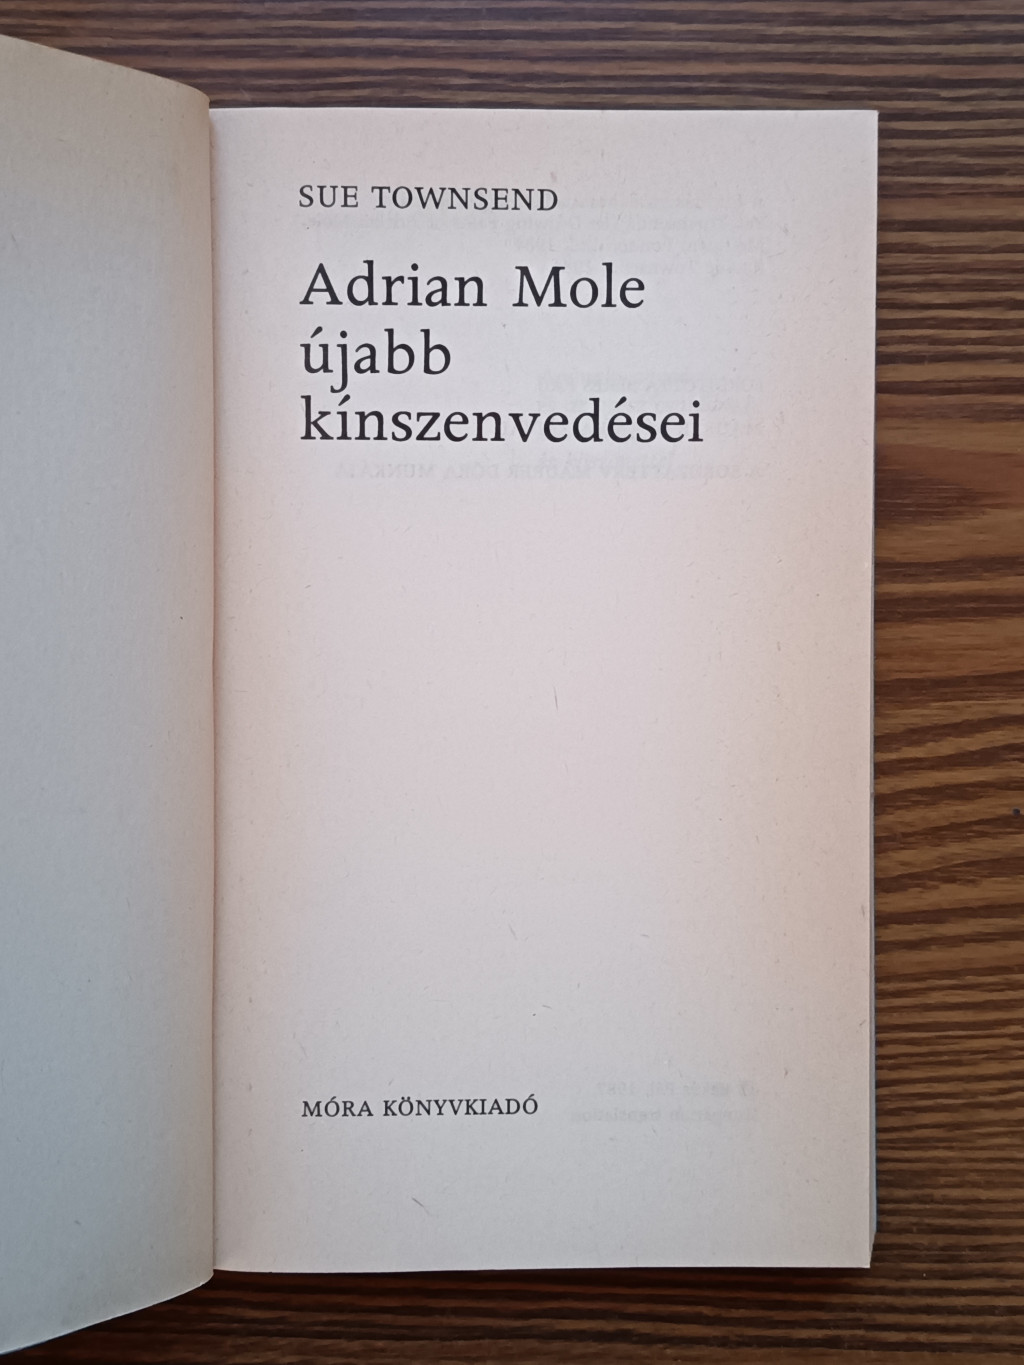 SUE TOWNSEND
Adrian Mole
újabb
kínszenvedései
MÓRA KÖNYVKIADÓ